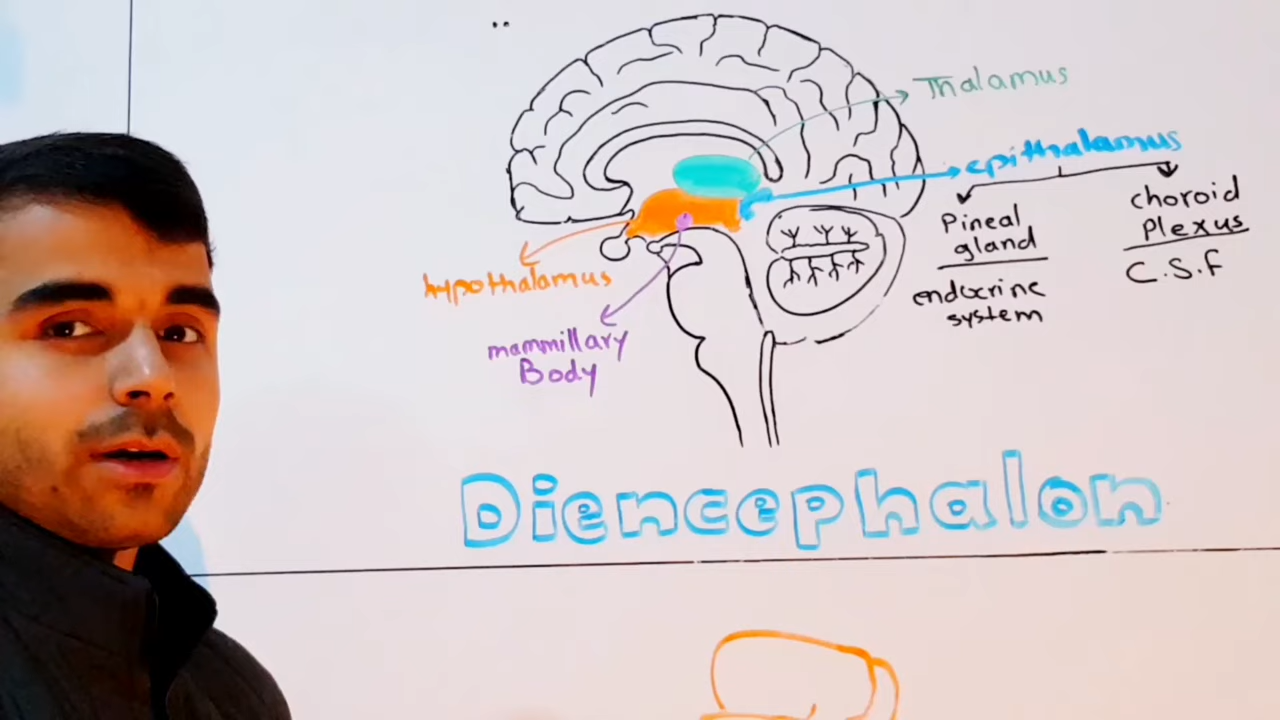 Thalamus
epithalamus
Pineal
gland
endocrine
system
choroid
Plexus
C.S.F
hypothalamus
mammillary
Body
Diencephalon